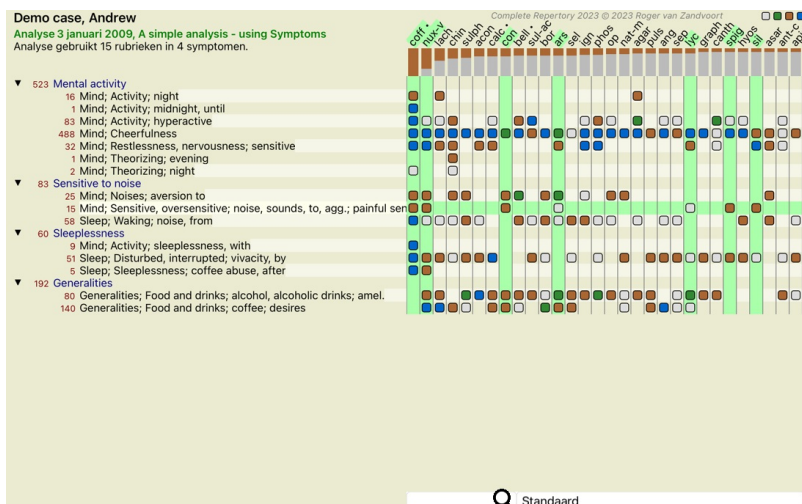 Demo case, Andrew
Complete Repertory 2023 © 2023 Roger van Zandvoort
Analyse 3 januari 2009, A simple analysis - using Symptoms
Analyse gebruikt 15 rubrieken in 4 symptomen.
coff • nux-v lach chin sulph acon calc • con bell • sul-ac bor ars sel ign phos op nat-m agar puls ang sep lyc graph canth spig hyos sil asar ant-c
▼ 523 Mental activity
16 Mind; Activity; night
1 Mind; Activity; midnight, until
83 Mind; Activity; hyperactive
488 Mind; Cheerfulness
32 Mind; Restlessness, nervousness; sensitive
1 Mind; Theorizing; evening
2 Mind; Theorizing; night
▼ 83 Sensitive to noise
25 Mind; Noises; aversion to
15 Mind; Sensitive, oversensitive; noise, sounds, to, agg.; painful sen
58 Sleep; Waking; noise, from
▼ 60 Sleeplessness
9 Mind; Activity; sleeplessness, with
51 Sleep; Disturbed, interrupted; vivacity, by
5 Sleep; Sleeplessness; coffee abuse, after
▼ 192 Generalities
80 Generalities; Food and drinks; alcohol, alcoholic drinks; amel.
140 Generalities; Food and drinks; coffee; desires
Standaard